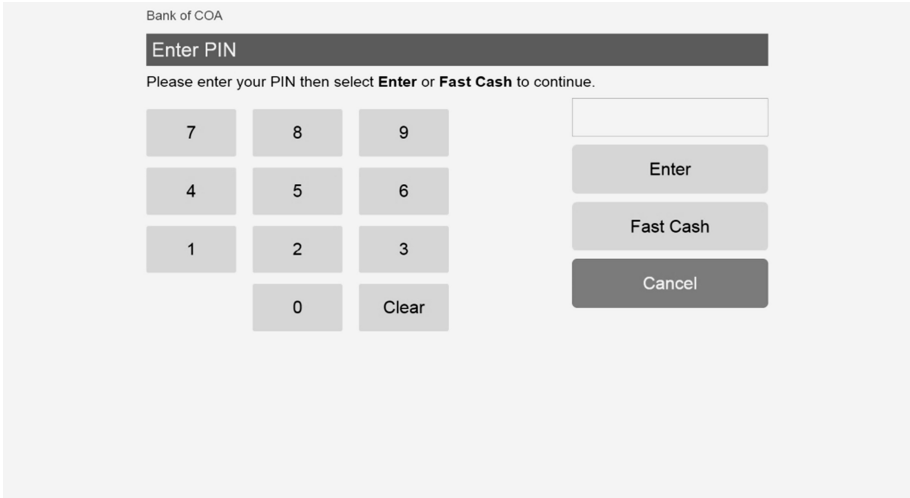 Bank of COA
Enter PIN
Please enter your PIN then select Enter or Fast Cash to continue.
7 8 9
Enter
4 5 6
Fast Cash
1 2 3
Cancel
0 Clear